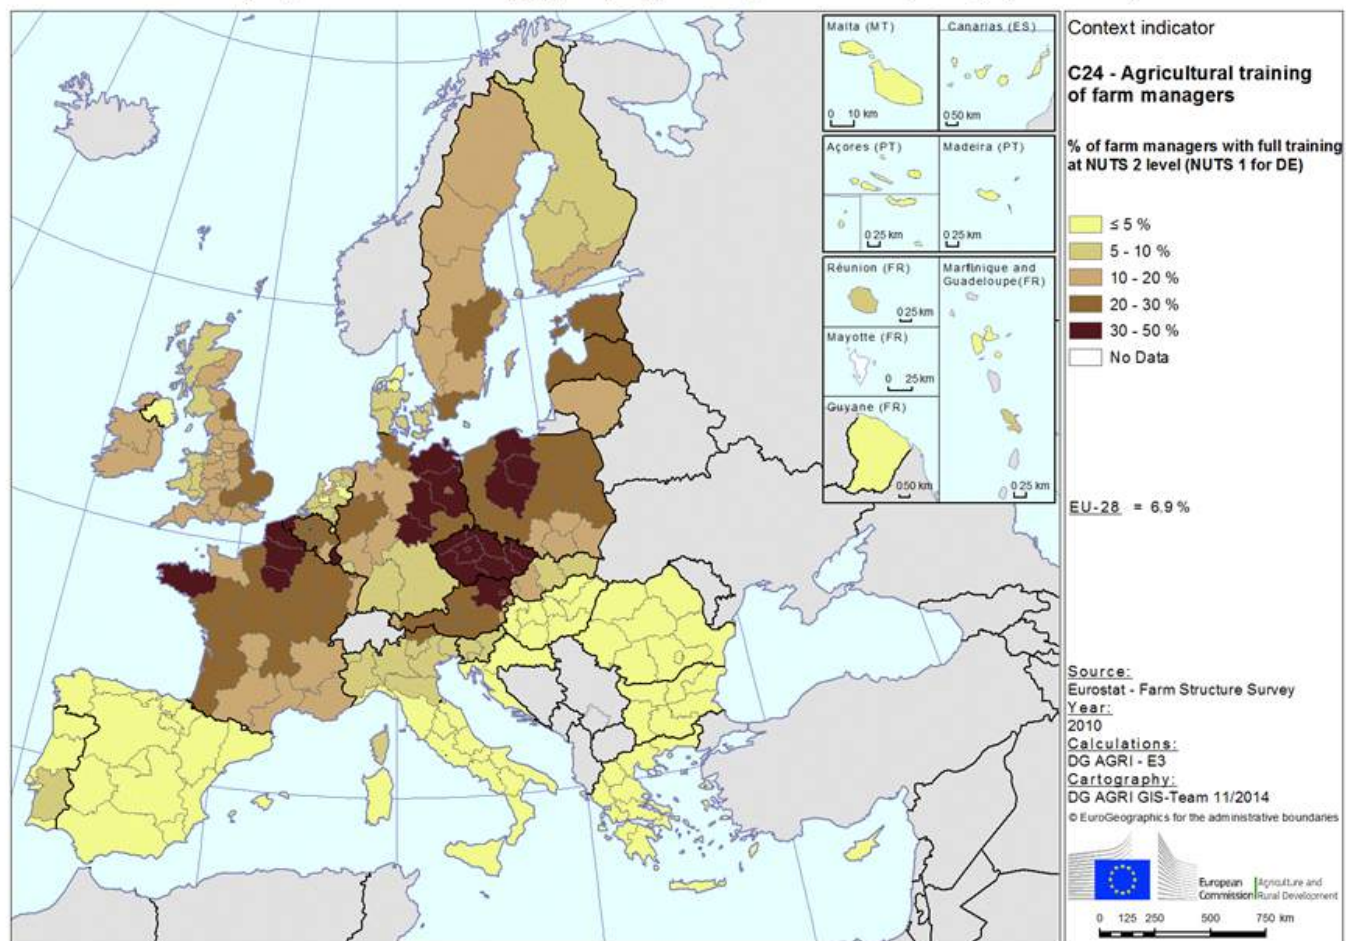 Malta (MT)
Canarias (ES)
0 10 km
0 50 km
Açores (PT)
Madeira (PT)
0 25 km
0 25 km
Réunion (FR)
Martinique and
Guadeloupe(FR)
0 25 km
Mayotte (FR)
0 25 km
Guyane (FR)
0 50 km
0 25 km
Context indicator
C24 - Agricultural training
of farm managers
% of farm managers with full training
at NUTS 2 level (NUTS 1 for DE)
≤ 5 %
5 - 10 %
10 - 20 %
20 - 30 %
30 - 50 %
No Data
EU-28 = 6.9 %
Source:
Eurostat - Farm Structure Survey
Year:
2010
Calculations:
DG AGRI - E3
Cartography:
DG AGRI GIS-Team 11/2014
© EuroGeographics for the administrative boundaries
European
Commission
Agriculture and
Rural Development
0 125 250 500 750 km